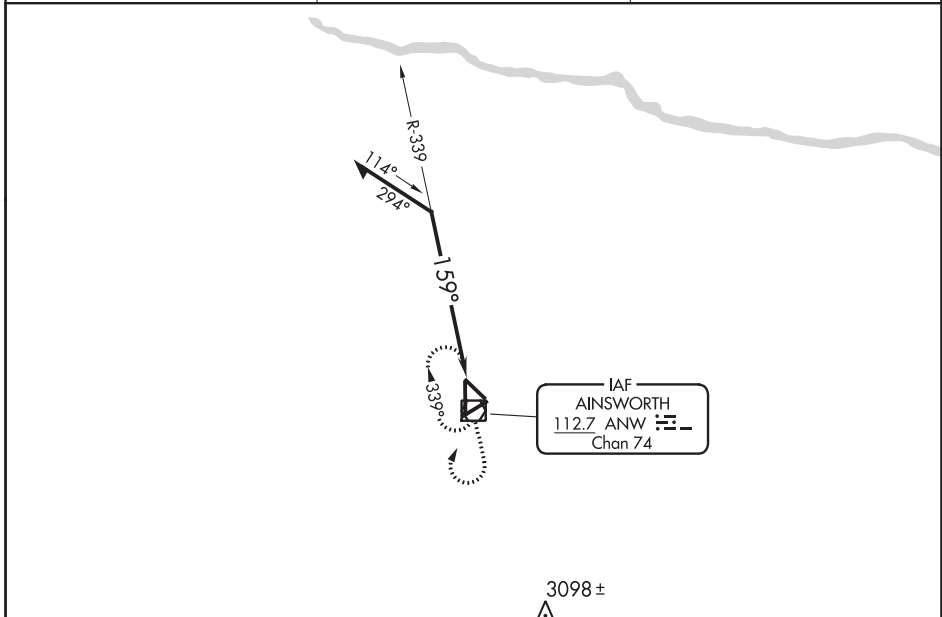 R-339
114°
294°
159°
339°
IAF
AINSWORTH
112.7 ANW
Chan 74
3098 ±